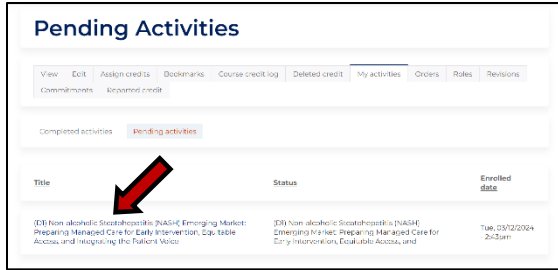 Pending Activities
View Edit Assign credits Bookmarks Course credit log Deleted credit My activities Orders Roles Revisions
Commitments Reported credit
Completed activities Pending activities
Title Status Enrolled
date
(D1) Non-alcoholic Steatohepatitis (NASH) Emerging Market:
Preparing Managed Care for Early Intervention, Equitable
Access, and Integrating the Patient Voice
(D1) Non-alcoholic Steatohepatitis (NASH)
Emerging Market: Preparing Managed Care for
Early Intervention, Equitable Access, and
Tue, 03/12/2024
- 2:43pm